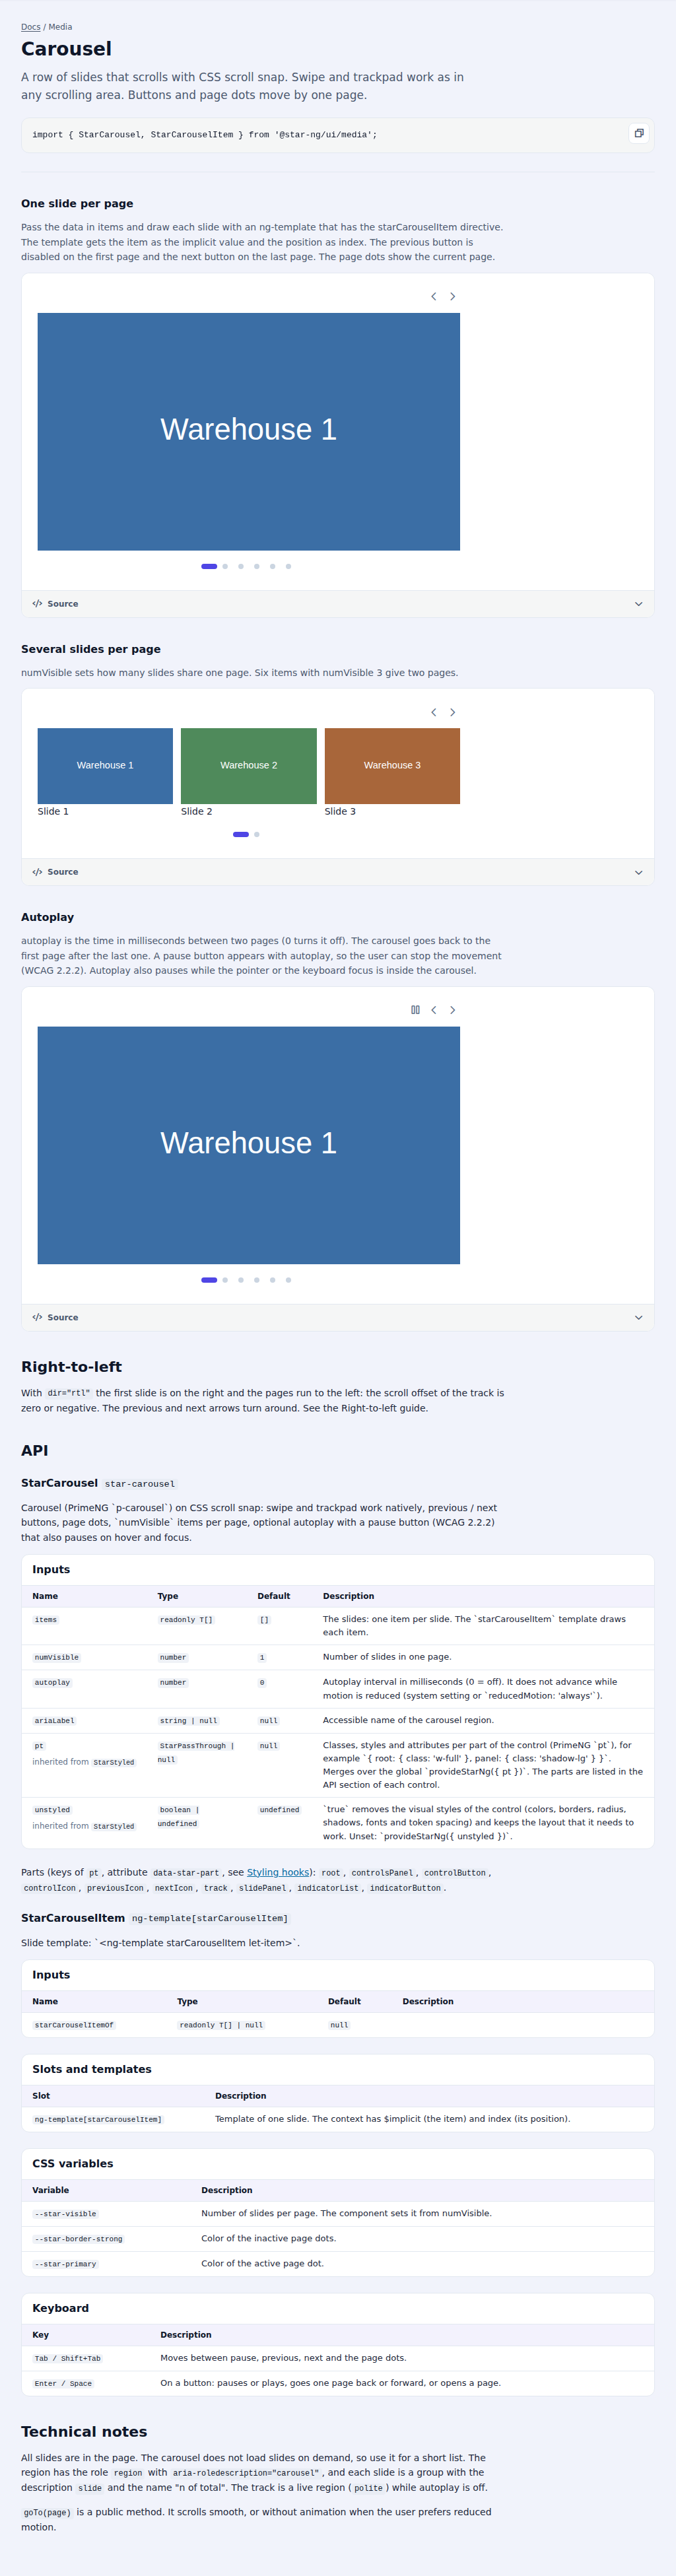 Docs / Media
Carousel
A row of slides that scrolls with CSS scroll snap. Swipe and trackpad work as in
any scrolling area. Buttons and page dots move by one page.
import { StarCarousel, StarCarouselItem } from '@star-ng/ui/media';
One slide per page
Pass the data in items and draw each slide with an ng-template that has the starCarouselItem directive.
The template gets the item as the implicit value and the position as index. The previous button is
disabled on the first page and the next button on the last page. The page dots show the current page.
Warehouse 1
Source
Several slides per page
numVisible sets how many slides share one page. Six items with numVisible 3 give two pages.
Warehouse 1 Warehouse 2 Warehouse 3
Slide 1 Slide 2 Slide 3
Source
Autoplay
autoplay is the time in milliseconds between two pages (0 turns it off). The carousel goes back to the
first page after the last one. A pause button appears with autoplay, so the user can stop the movement
(WCAG 2.2.2). Autoplay also pauses while the pointer or the keyboard focus is inside the carousel.
Warehouse 1
Source
Right-to-left
With dir="rtl" the first slide is on the right and the pages run to the left: the scroll offset of the track is
zero or negative. The previous and next arrows turn around. See the Right-to-left guide.
API
StarCarousel star-carousel
Carousel (PrimeNG `p-carousel`) on CSS scroll snap: swipe and trackpad work natively, previous / next
buttons, page dots, `numVisible` items per page, optional autoplay with a pause button (WCAG 2.2.2)
that also pauses on hover and focus.
Inputs
Name Type Default Description
items readonly T[] [] The slides: one item per slide. The `starCarouselItem` template draws
each item.
numVisible number 1 Number of slides in one page.
autoplay number 0 Autoplay interval in milliseconds (0 = off). It does not advance while
motion is reduced (system setting or `reducedMotion: 'always'`).
ariaLabel string | null null Accessible name of the carousel region.
pt StarPassThrough | null null Classes, styles and attributes per part of the control (PrimeNG `pt`), for
inherited from StarStyled example `{ root: { class: 'w-full' }, panel: { class: 'shadow-lg' } }`.
Merges over the global `provideStarNg({ pt })`. The parts are listed in the
API section of each control.
unstyled boolean | undefined undefined `true` removes the visual styles of the control (colors, borders, radius,
inherited from StarStyled shadows, fonts and token spacing) and keeps the layout that it needs to
work. Unset: `provideStarNg({ unstyled })`.
Parts (keys of pt, attribute data-star-part, see Styling hooks): root, controlsPanel, controlButton,
controlIcon, previousIcon, nextIcon, track, slidePanel, indicatorList, indicatorButton.
StarCarouselItem ng-template[starCarouselItem]
Slide template: `<ng-template starCarouselItem let-item>`.
Inputs
Name Type Default Description
starCarouselItemOf readonly T[] | null null
Slots and templates
Slot Description
ng-template[starCarouselItem] Template of one slide. The context has $implicit (the item) and index (its position).
CSS variables
Variable Description
--star-visible Number of slides per page. The component sets it from numVisible.
--star-border-strong Color of the inactive page dots.
--star-primary Color of the active page dot.
Keyboard
Key Description
Tab / Shift+Tab Moves between pause, previous, next and the page dots.
Enter / Space On a button: pauses or plays, goes one page back or forward, or opens a page.
Technical notes
All slides are in the page. The carousel does not load slides on demand, so use it for a short list. The
region has the role region with aria-roledescription="carousel", and each slide is a group with the
description slide and the name "n of total". The track is a live region (polite) while autoplay is off.
goTo(page) is a public method. It scrolls smooth, or without animation when the user prefers reduced
motion.